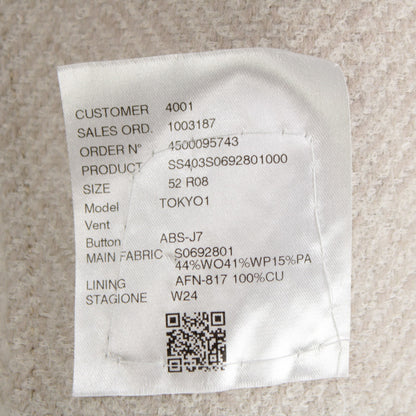 CUSTOMER 4001
SALES ORD. 1003187
ORDER N° 4500095743
PRODUCT SS403S0692801000
SIZE 52 R08
Model TOKYO1
Vent
Button ABS-J7
MAIN FABRIC S0692801
44%WO41%WP15%PA
LINING AFN-817 100%CU
STAGIONE W24